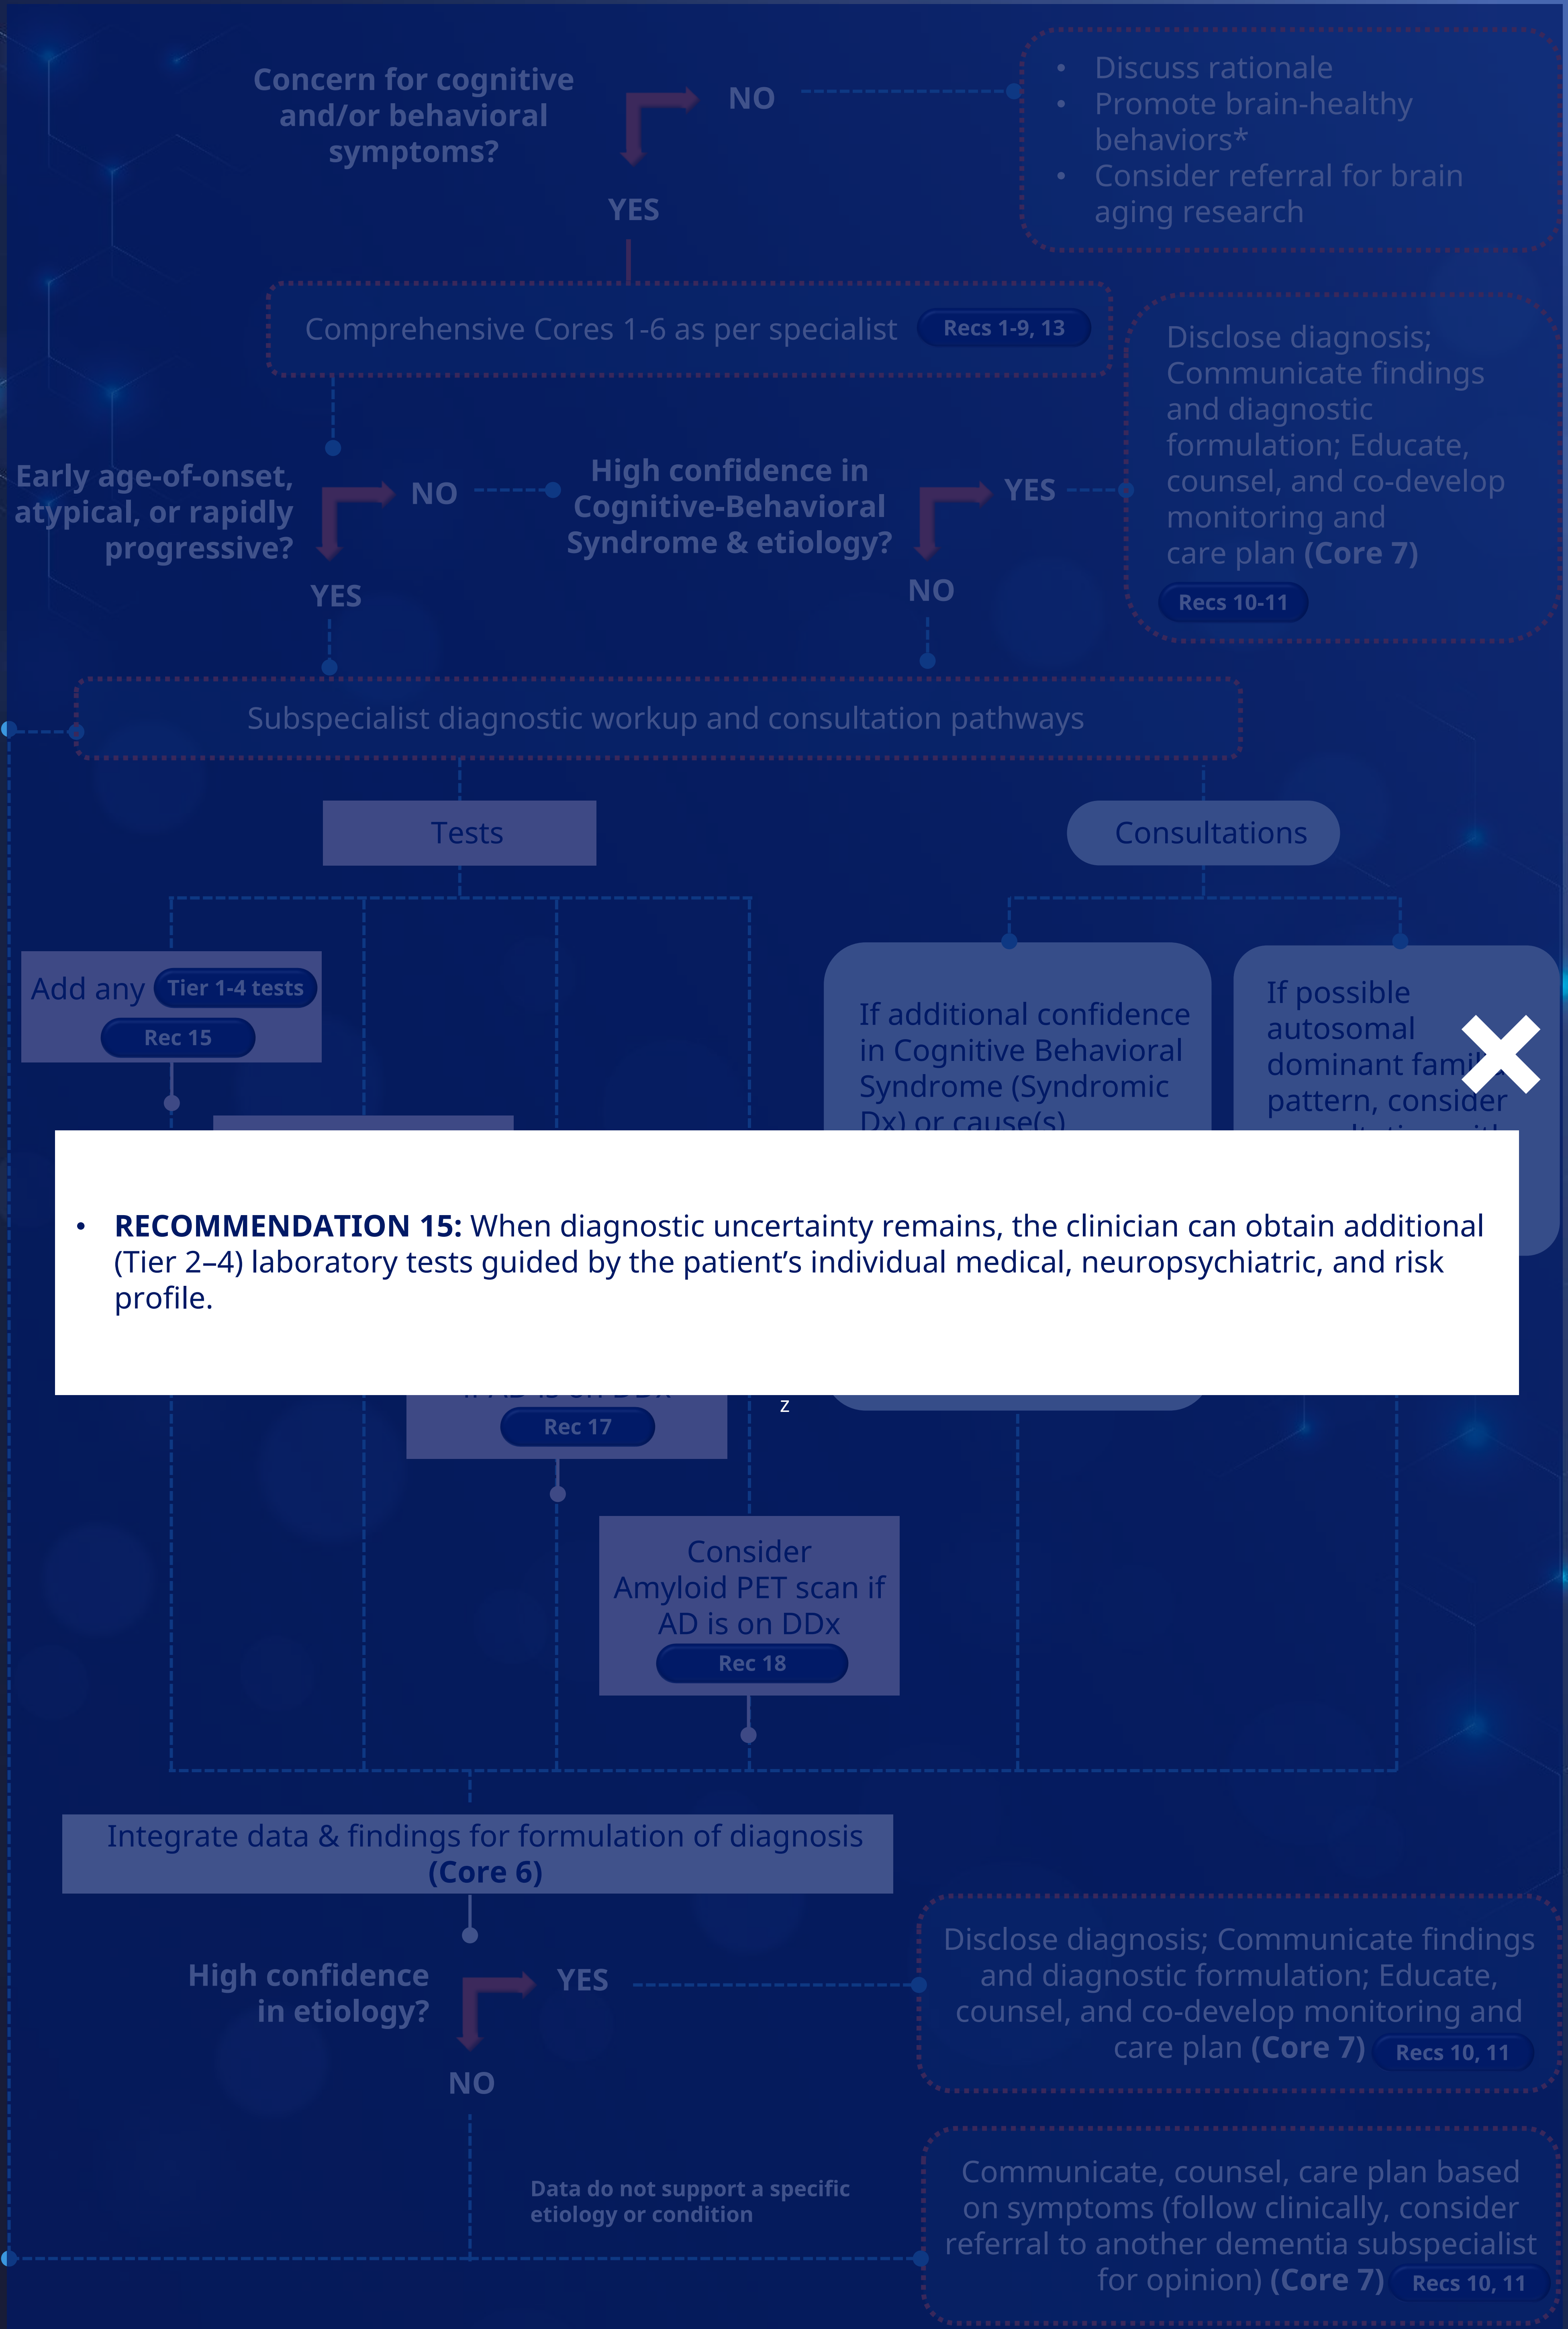 Concern for cognitive
and/or behavioral
symptoms?
NO
YES
• Discuss rationale
• Promote brain-healthy
behaviors*
• Consider referral for brain
aging research
Comprehensive Cores 1-6 as per specialist
Recs 1-9, 13
Disclose diagnosis;
Communicate findings
and diagnostic
formulation; Educate,
counsel, and co-develop
monitoring and
care plan (Core 7)
Recs 10-11
Early age-of-onset,
atypical, or rapidly
progressive?
NO
YES
High confidence in
Cognitive-Behavioral
Syndrome & etiology?
YES
NO
Subspecialist diagnostic workup and consultation pathways
Tests
Consultations
Add any Tier 1-4 tests
Rec 15
If additional confidence
in Cognitive Behavioral
Syndrome (Syndromic
Dx) or cause(s)
If possible
autosomal
dominant
pattern, consider
• RECOMMENDATION 15: When diagnostic uncertainty remains, the clinician can obtain additional
(Tier 2–4) laboratory tests guided by the patient’s individual medical, neuropsychiatric, and risk
profile.
z
Rec 17
Consider
Amyloid PET scan if
AD is on DDx
Rec 18
Integrate data & findings for formulation of diagnosis
(Core 6)
High confidence
in etiology?
YES
NO
Disclose diagnosis; Communicate findings
and diagnostic formulation; Educate,
counsel, and co-develop monitoring and
care plan (Core 7) Recs 10, 11
Data do not support a specific
etiology or condition
Communicate, counsel, care plan based
on symptoms (follow clinically, consider
referral to another dementia subspecialist
for opinion) (Core 7) Recs 10, 11